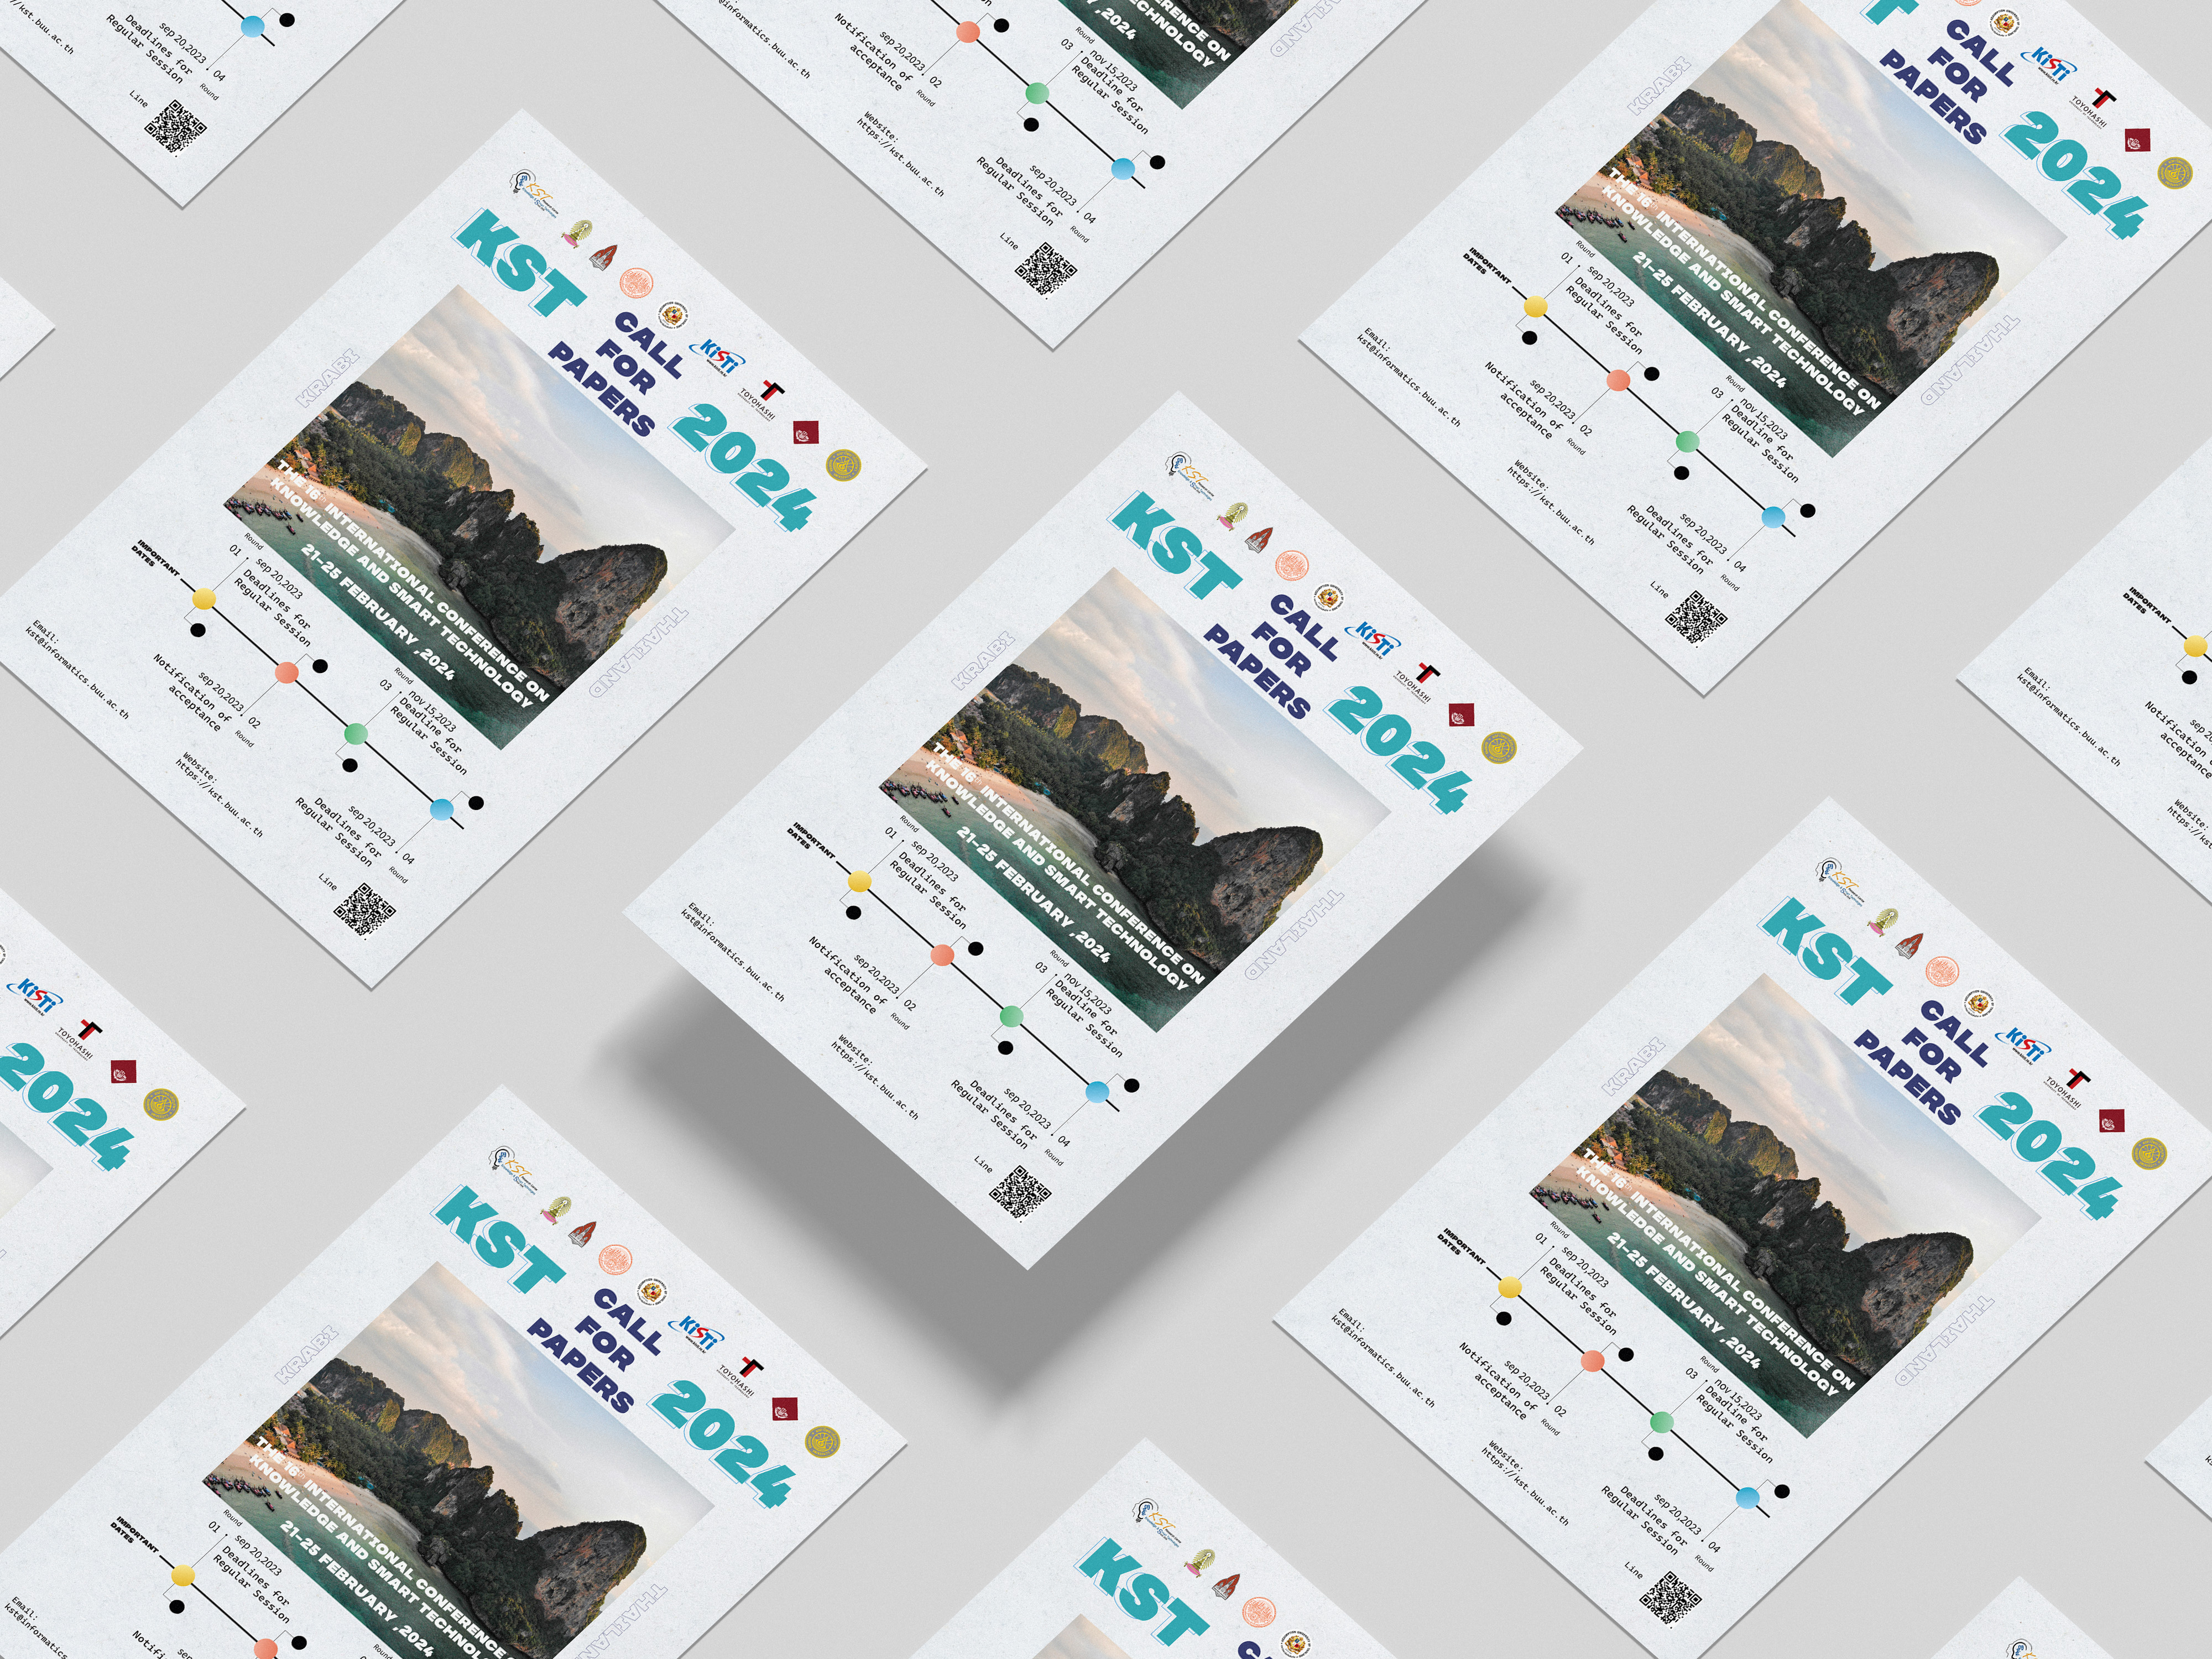 KST
KiSTi
TOYOHASHI
KST
CALL
FOR
PAPERS
2024
KRABI
THAILAND
THE 16 INTERNATIONAL CONFERENCE ON
KNOWLEDGE AND SMART TECHNOLOGY
21-25 FEBRUARY ,2024
IMPORTANT
DATES
Round
01
sep 20,2023
Deadlines for
Regular Session
sep 20,2023
02
Notification of
acceptance
Round
Round
03
nov 15,2023
Deadline for
Regular Session
sep 20,2023
04
Deadlines for
Regular Session
Round
Email:
kst@informatics.buu.ac.th
Website:
https://kst.buu.ac.th
Line